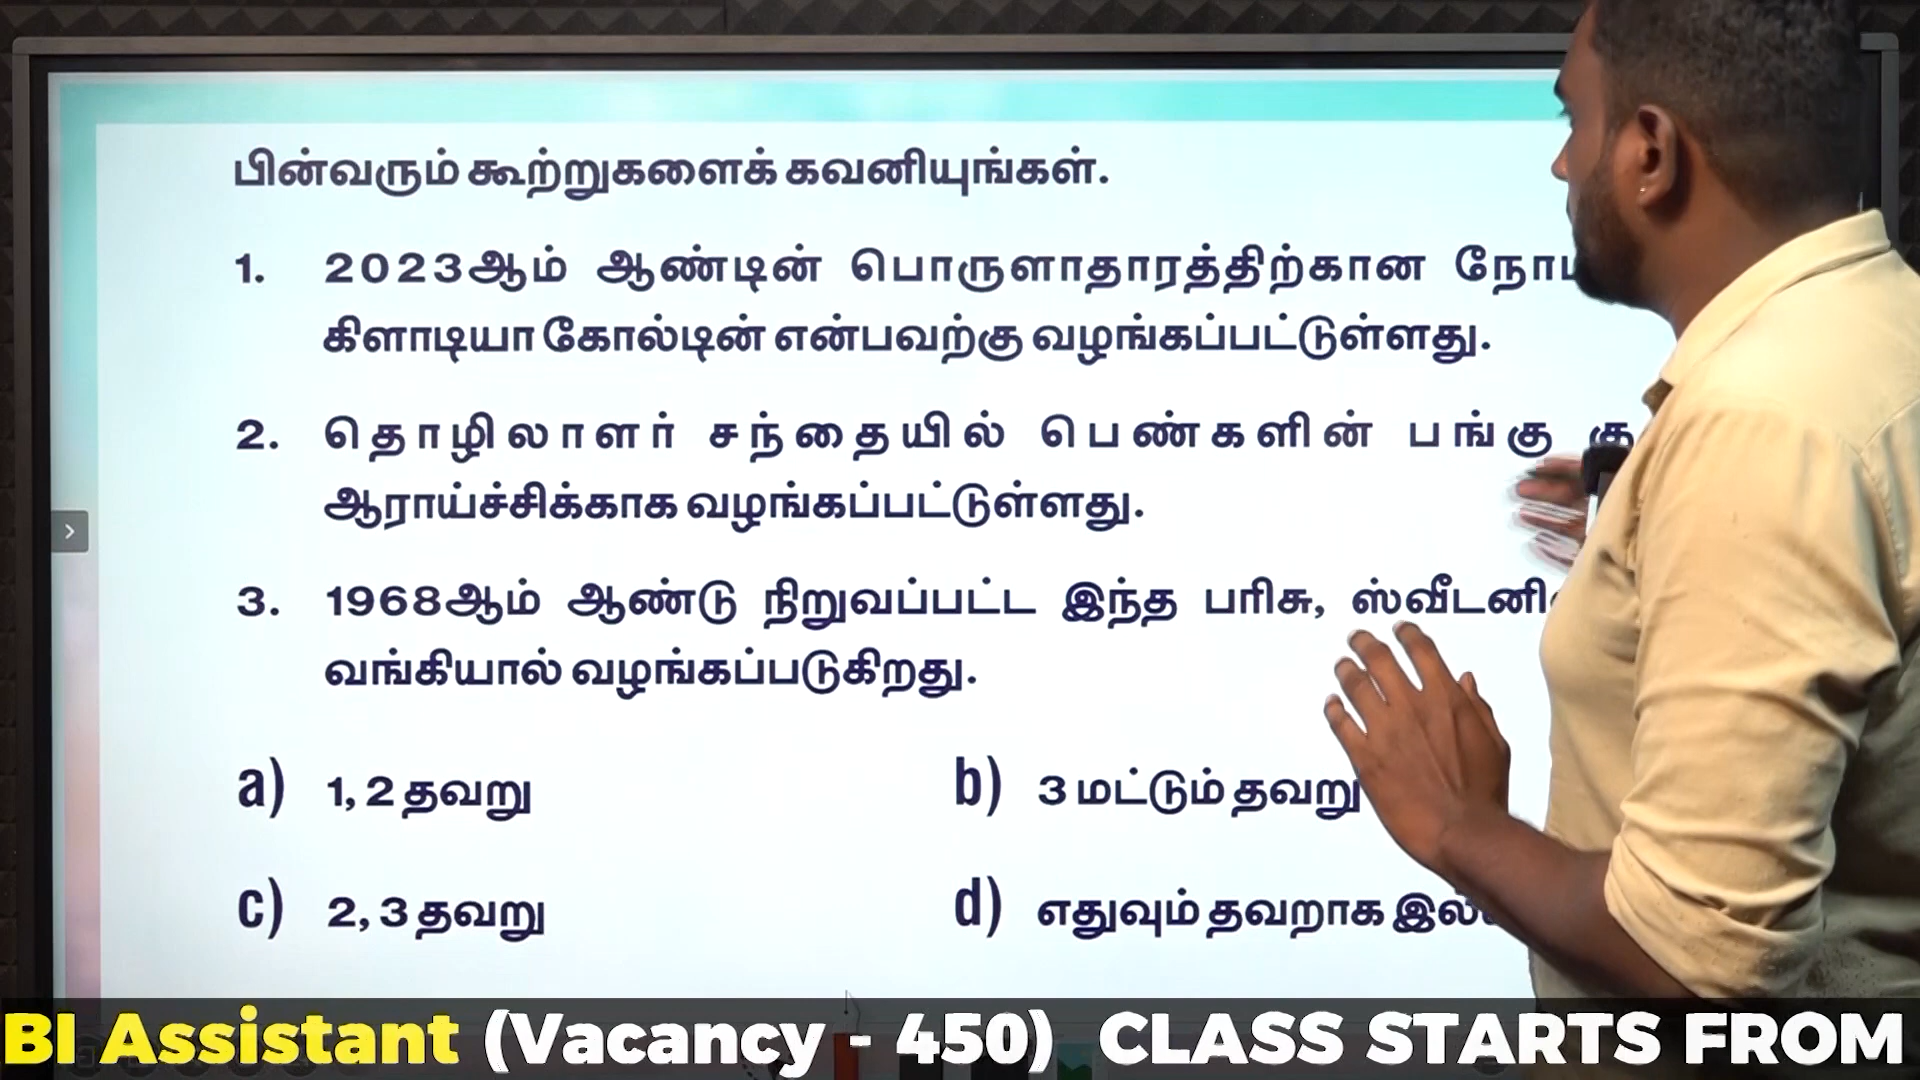 பின்வரும் கூற்றுகளைக் கவனியுங்கள்.
1. 2023ஆம் ஆண்டின் பொருளாதாரத்திற்கான
கிளாடியா கோல்டின் என்பவற்கு வழங்கப்பட்டுள்ளது.
2. தொழிலாளர் சந்தையில் பெண்களின் பங்கு
ஆராய்ச்சிக்காக வழங்கப்பட்டுள்ளது.
3. 1968ஆம் ஆண்டு நிறுவப்பட்ட இந்த பரிசு,
வங்கியால் வழங்கப்படுகிறது.
a) 1, 2 தவறு
b) 3 மட்டும் தவறு
c) 2, 3 தவறு
d) எதுவும் தவறாக
BI Assistant (Vacancy - 450) CLASS STARTS FROM